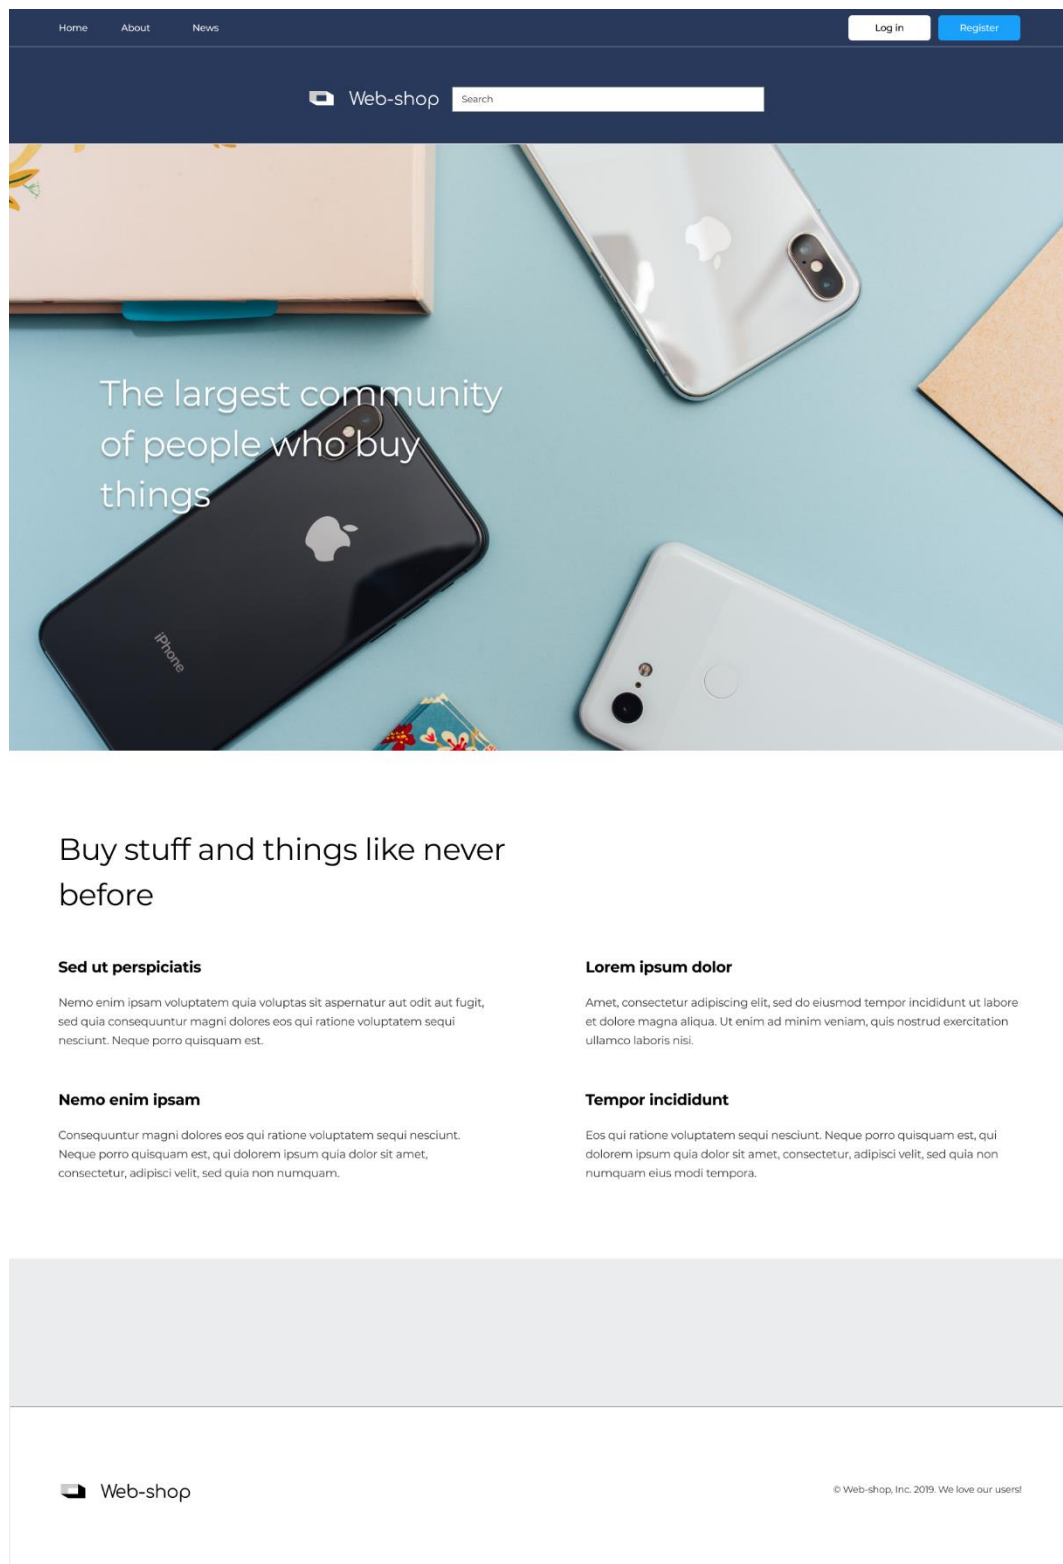 Home About News Log in Register
Web-shop Search
The largest community
of people who buy
things
iPhone
Buy stuff and things like never
before
Sed ut perspiciatis
Nemo enim ipsam voluptatem quia voluptas sit aspernatur aut odit aut fugit,
sed quia consequuntur magni dolores eos qui ratione voluptatem sequi
nesciunt. Neque porro quisquam est.
Lorem ipsum dolor
Amet, consectetur adipiscing elit, sed do eiusmod tempor incididunt ut labore
et dolore magna aliqua. Ut enim ad minim veniam, quis nostrud exercitation
ullamco laboris nisi.
Nemo enim ipsam
Consequuntur magni dolores eos qui ratione voluptatem sequi nesciunt.
Neque porro quisquam est, qui dolorem ipsum quia dolor sit amet,
consectetur, adipisci velit, sed quia non numquam.
Tempor incididunt
Eos qui ratione voluptatem sequi nesciunt. Neque porro quisquam est, qui
dolorem ipsum quia dolor sit amet, consectetur, adipisci velit, sed quia non
numquam eius modi tempora.
Web-shop
© Web-shop, Inc. 2019. We love our users!